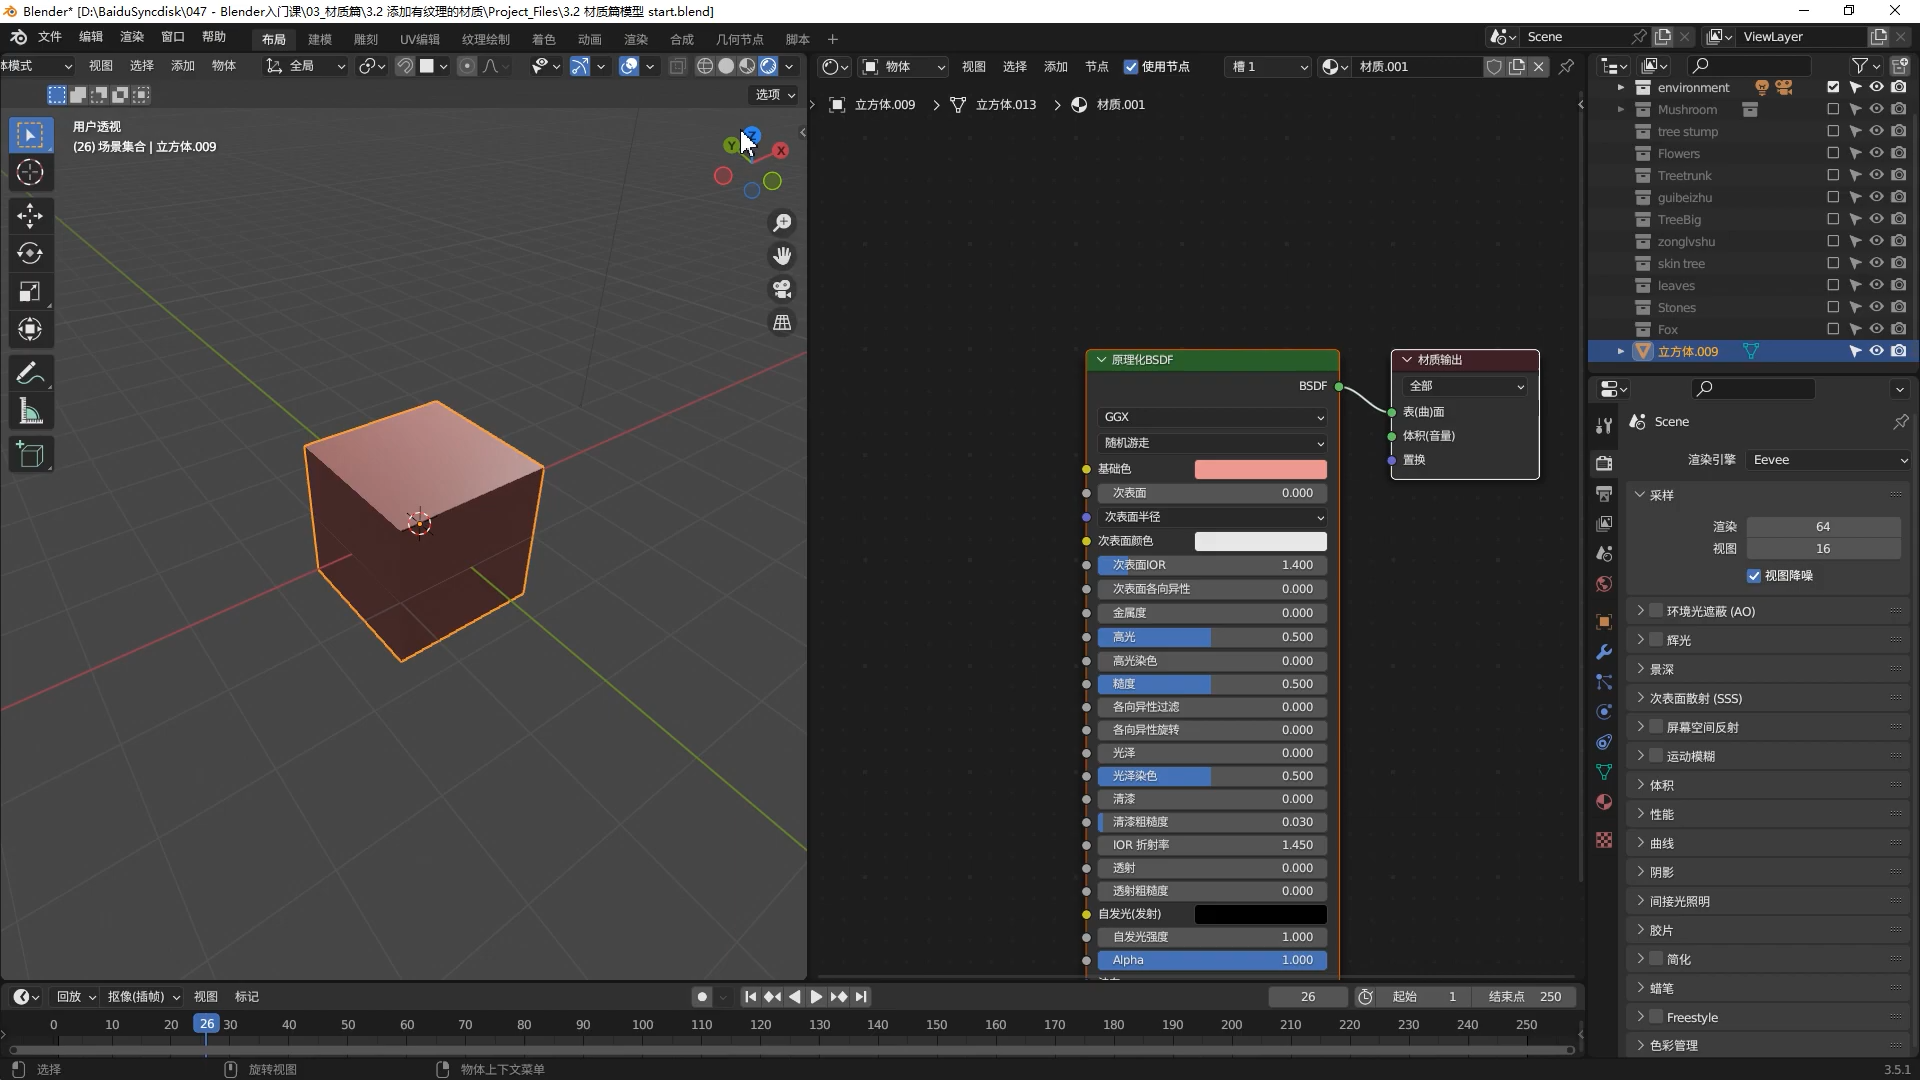 Blender* [D:\BaiduSyncdisk\047 - Blender入门课\03_材质篇\3.2 添加有纹理的材质\Project_Files\3.2 材质篇模型 start.blend]
文件 编辑 渲染 窗口 帮助 布局 建模 雕刻 UV编辑 纹理绘制 着色 动画 渲染 合成 几何节点 脚本 + Scene ViewLayer
体模式 视图 选择 添加 物体 全局 物体 视图 选择 添加 节点 使用节点 槽 1 材质.001
选项
立方体.009 > 立方体.013 > 材质.001
用户透视
(26) 场景集合 | 立方体.009
Z
Y
X
原理化BSDF
BSDF
GGX
随机游走
基础色
次表面 0.000
次表面半径
次表面颜色
次表面IOR 1.400
次表面各向异性 0.000
金属度 0.000
高光 0.500
高光染色 0.000
糙度 0.500
各向异性过滤 0.000
各向异性旋转 0.000
光泽 0.000
光泽染色 0.500
清漆 0.000
清漆粗糙度 0.030
IOR 折射率 1.450
透射 0.000
透射粗糙度 0.000
自发光(发射)
自发光强度 1.000
Alpha 1.000
材质输出
全部
表(曲)面
体积(音量)
置换
environment
Mushroom
tree stump
Flowers
Treetrunk
guibeizhu
TreeBig
zonglvshu
skin tree
leaves
Stones
Fox
立方体.009
Scene
渲染引擎 Eevee
采样
渲染 64
视图 16
视图降噪
环境光遮蔽 (AO)
辉光
景深
次表面散射 (SSS)
屏幕空间反射
运动模糊
体积
性能
曲线
阴影
间接光照明
胶片
简化
蜡笔
Freestyle
色彩管理
回放 抠像(插帧) 视图 标记 26 起始 1 结束点 250
0 10 20 26 30 40 50 60 70 80 90 100 110 120 130 140 150 160 170 180 190 200 210 220 230 240 250
选择 旋转视图 物体上下文菜单 3.5.1